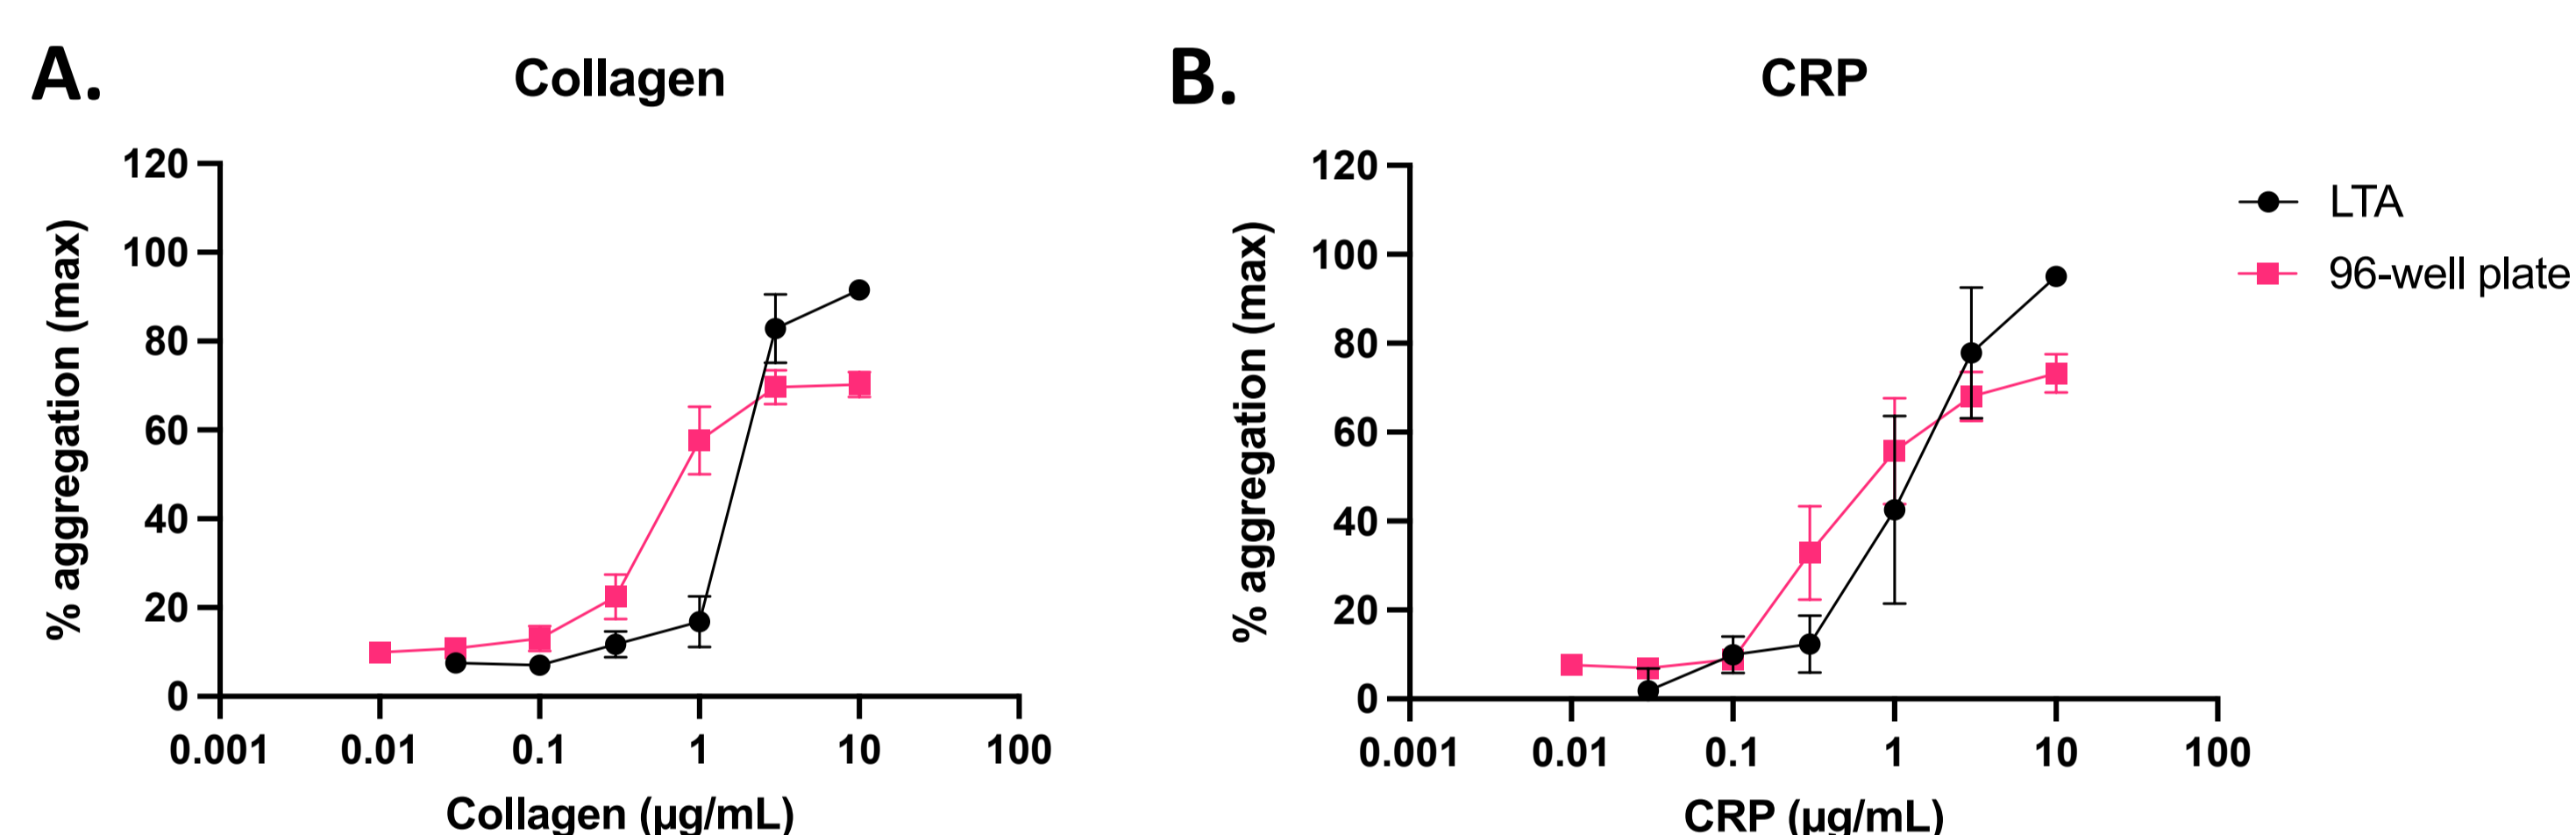 A.
Collagen
120
100
80
60
40
20
0
% aggregation (max)
0.001 0.01 0.1 1 10 100
Collagen (µg/mL)
B.
CRP
120
100
80
60
40
20
0
% aggregation (max)
0.001 0.01 0.1 1 10 100
CRP (µg/mL)
LTA
96-well plate